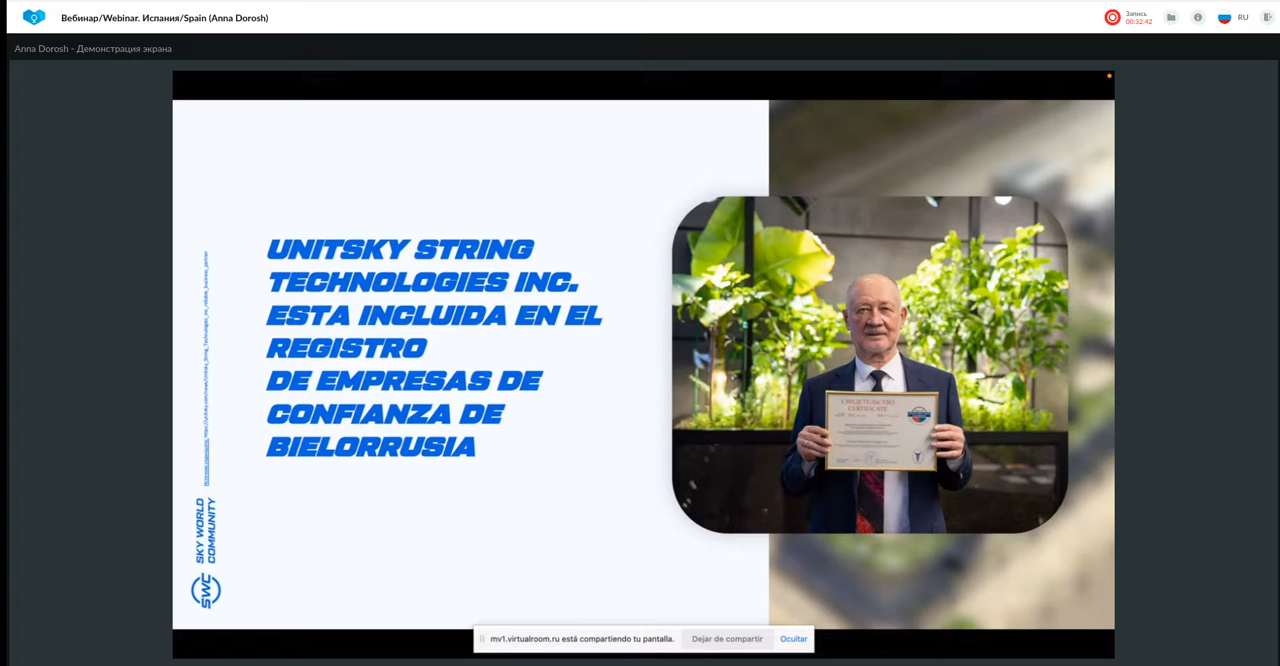 Вебинар/Webinar. Испания/Spain (Anna Dorosh)
Запись
00:32:42
RU
Anna Dorosh - Демонстрация экрана
UNITSKY STRING
TECHNOLOGIES INC.
ESTA INCLUIDA EN EL
REGISTRO
DE EMPRESAS DE
CONFIANZA DE
BIELORRUSIA
СВИДЕТЕЛЬСТВО
CERTIFICATE
SKY WORLD
COMMUNITY
SWC
mv1.virtualroom.ru está compartiendo tu pantalla.
Dejar de compartir
Ocultar